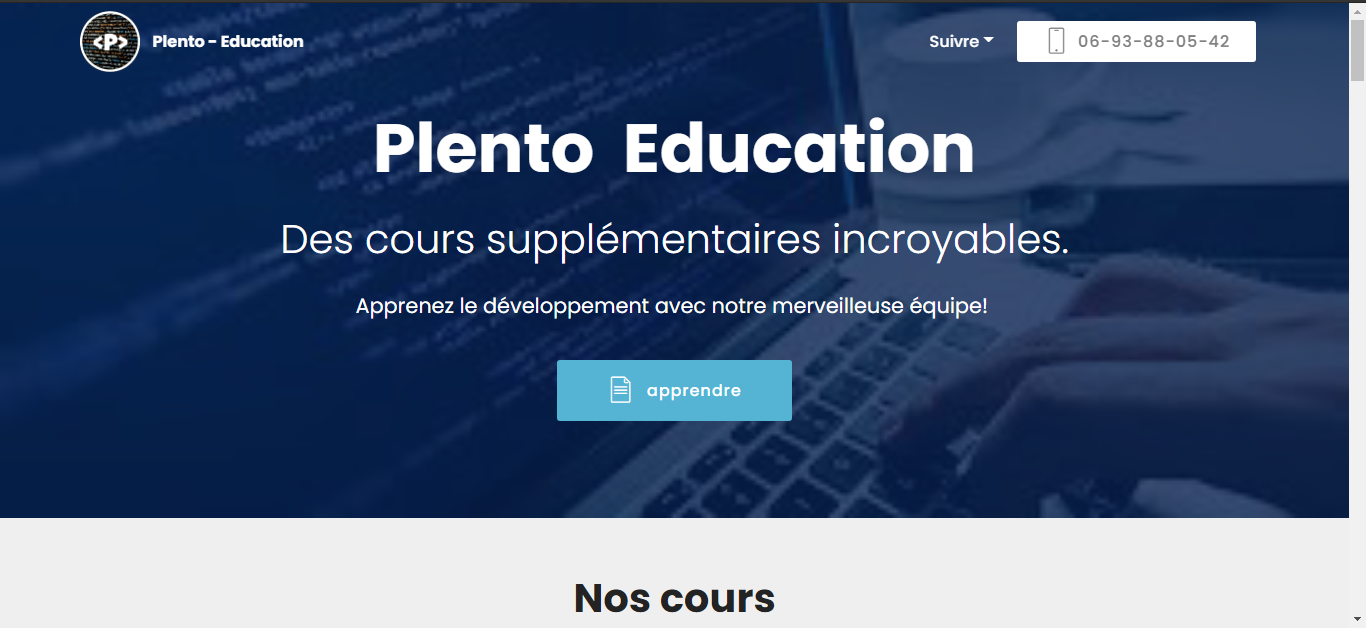 <P> Plento - Education
Suivre
06-93-88-05-42
Plento Education
Des cours supplémentaires incroyables.
Apprenez le développement avec notre merveilleuse équipe!
apprendre
Nos cours